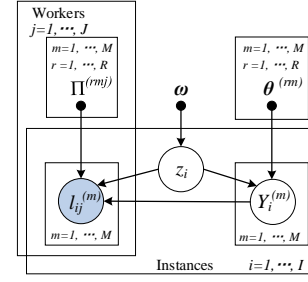 Workers
j=1, ···, J
m=1, ···, M
r =1, ···, R
Π^(rmj)
ω
m=1, ···, M
r =1, ···, R
θ^(rm)
z_i
l_ij^(m)
Y_i^(m)
m=1, ···, M
m=1, ···, M
Instances i=1, ···, I